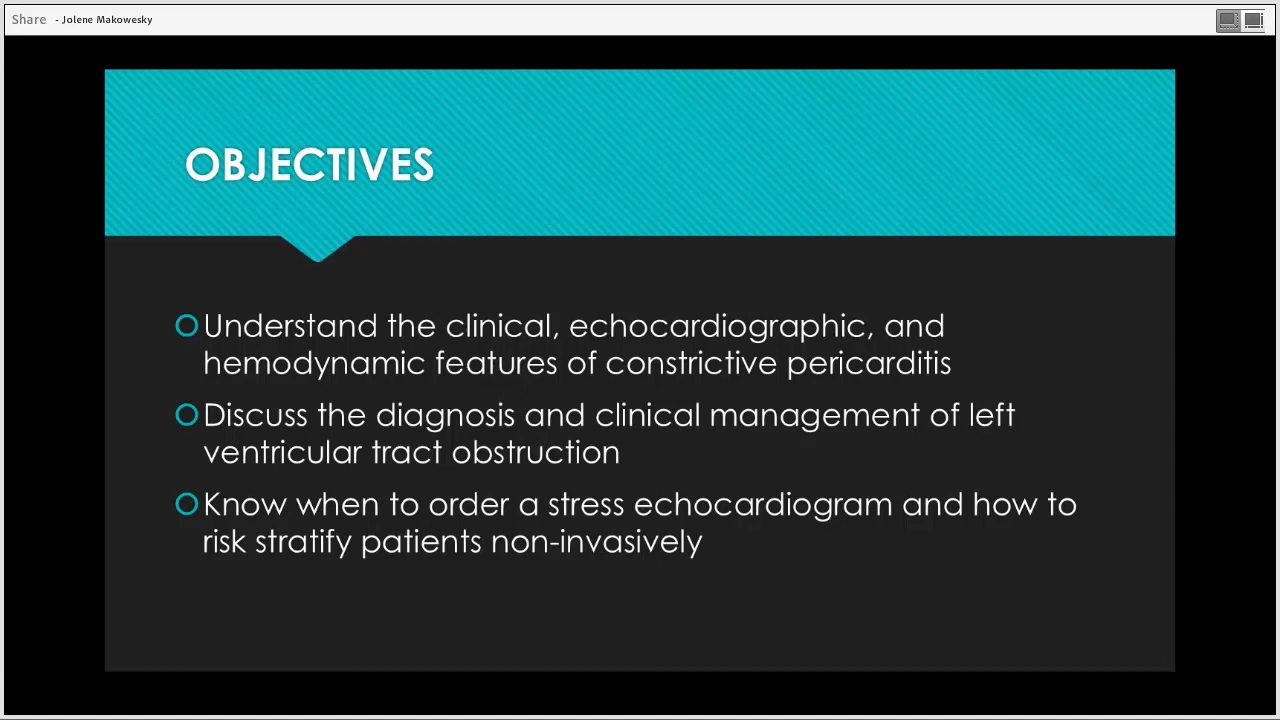 Share - Jolene Makowesky
OBJECTIVES
Understand the clinical, echocardiographic, and
hemodynamic features of constrictive pericarditis
Discuss the diagnosis and clinical management of left
ventricular tract obstruction
Know when to order a stress echocardiogram and how to
risk stratify patients non-invasively